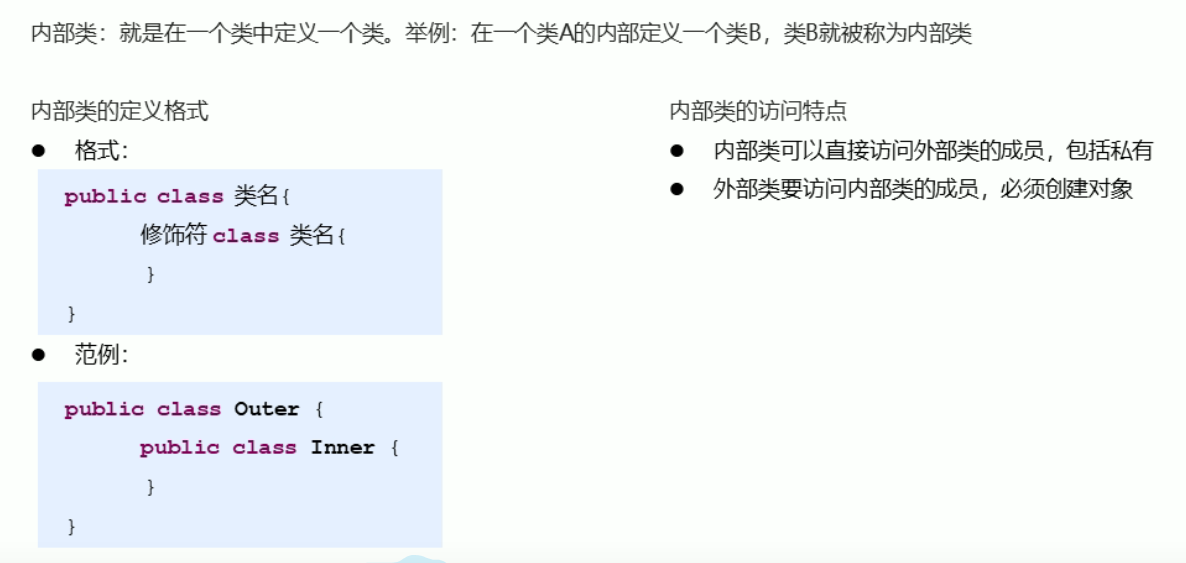 内部类：就是在一个类中定义一个类。举例：在一个类A的内部定义一个类B，类B就被称为内部类
内部类的定义格式
● 格式：
public class 类名{
修饰符 class 类名{
}
}
● 范例：
public class Outer {
public class Inner {
}
}
内部类的访问特点
● 内部类可以直接访问外部类的成员，包括私有
● 外部类要访问内部类的成员，必须创建对象